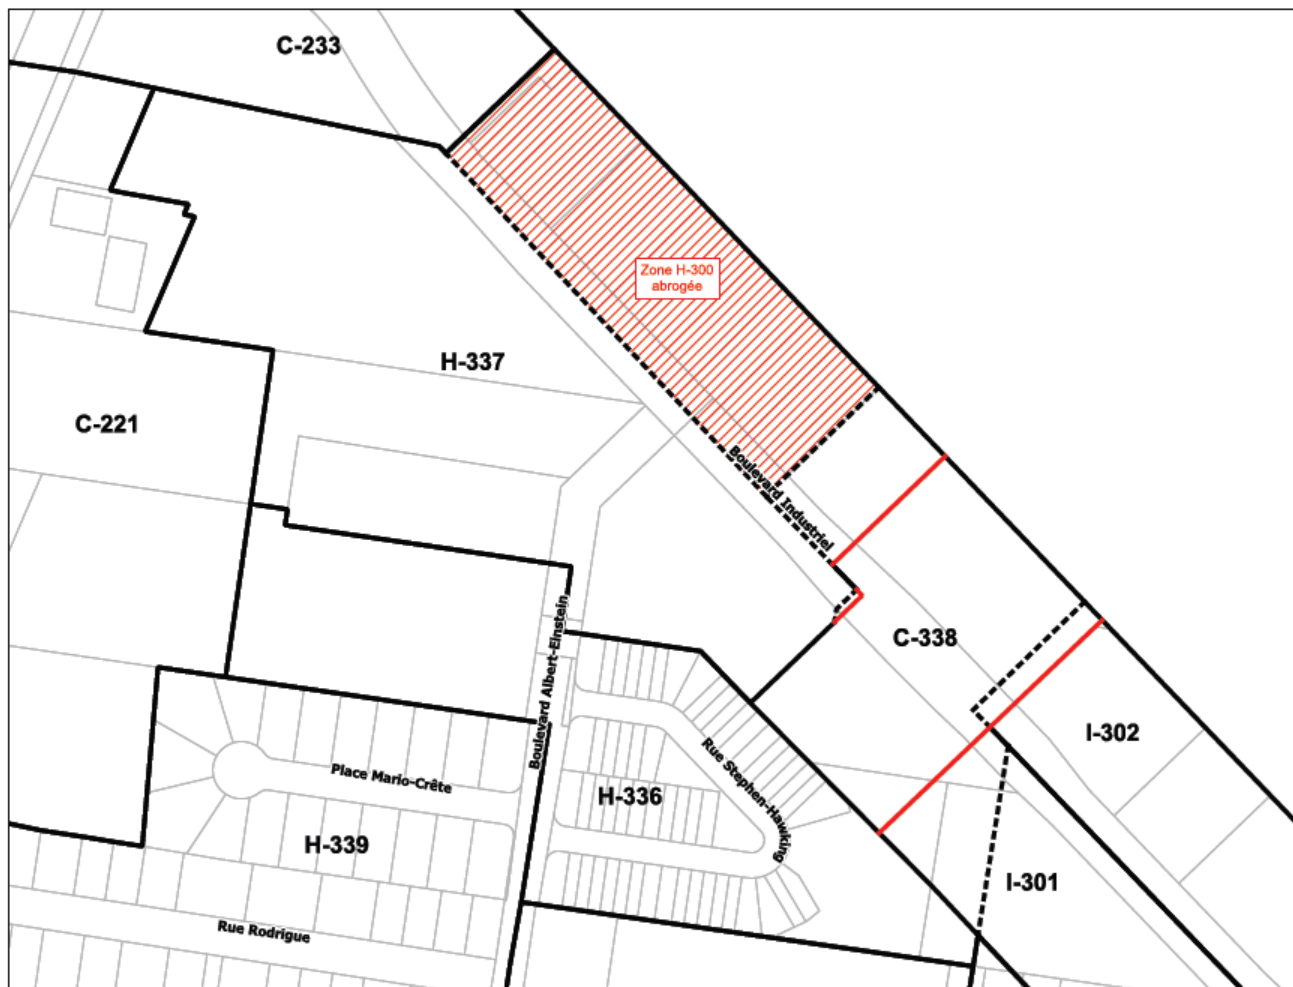 C-233
Zone H-300
abrogée
H-337
C-221
Boulevard Industriel
Boulevard Albert-Einstein
C-338
I-302
Rue Stephen-Hawking
Place Mario-Crête
H-336
H-339
I-301
Rue Rodrigue